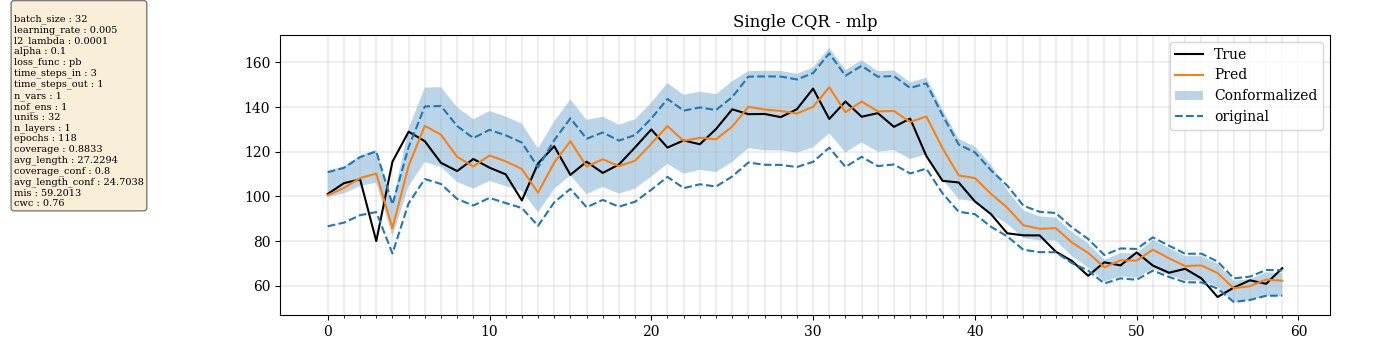 batch_size : 32
learning_rate : 0.005
l2_lambda : 0.0001
alpha : 0.1
loss_func : pb
time_steps_in : 3
time_steps_out : 1
n_vars : 1
nof_ens : 1
units : 32
n_layers : 1
epochs : 118
coverage : 0.8833
avg_length : 27.2294
coverage_conf : 0.8
avg_length_conf : 24.7038
mis : 59.2013
cwc : 0.76
Single CQR - mlp
True
Pred
Conformalized
original
160
140
120
100
80
60
0 10 20 30 40 50 60